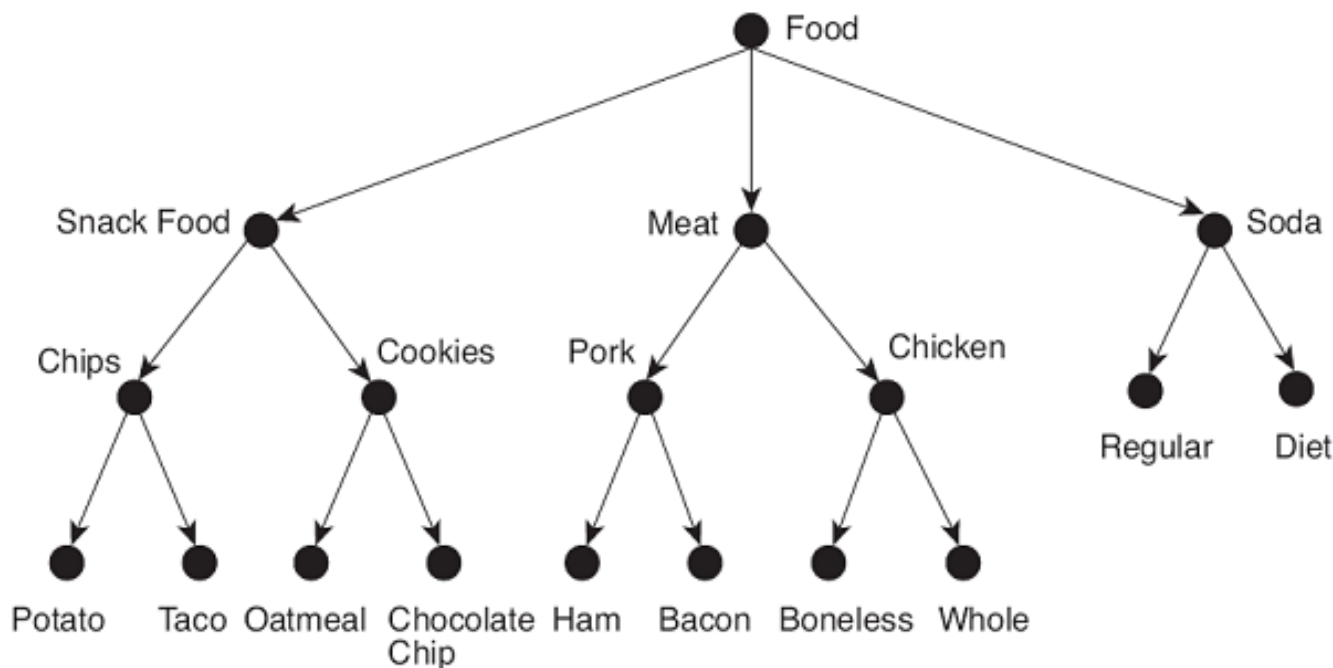 Food
Snack Food
Meat
Soda
Chips
Cookies
Pork
Chicken
Regular
Diet
Potato
Taco
Oatmeal
Chocolate
Chip
Ham
Bacon
Boneless
Whole